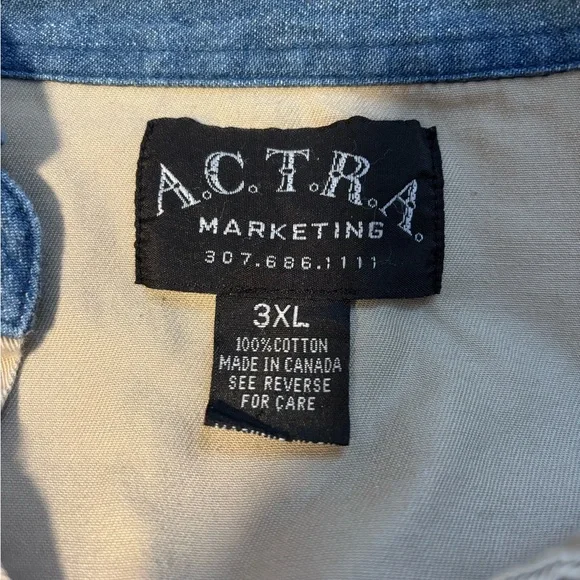 A.C.T.R.A.
MARKETING
307.686.1111
3XL
100%COTTON
MADE IN CANADA
SEE REVERSE
FOR CARE